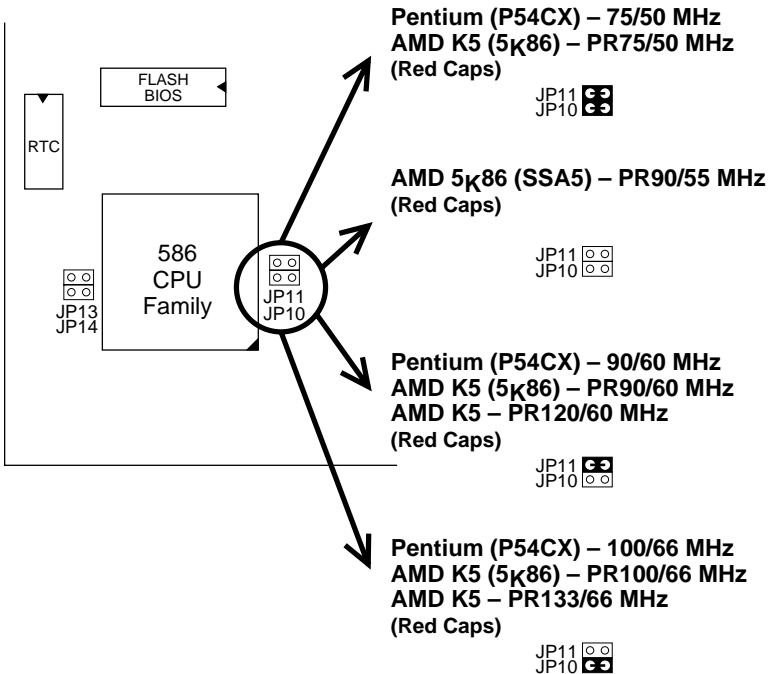 Pentium (P54CX) – 75/50 MHz
AMD K5 (5K86) – PR75/50 MHz
(Red Caps)
JP11
JP10
FLASH
BIOS
RTC
AMD 5K86 (SSA5) – PR90/55 MHz
(Red Caps)
JP11
JP10
586
CPU
Family
JP11
JP10
JP13
JP14
Pentium (P54CX) – 90/60 MHz
AMD K5 (5K86) – PR90/60 MHz
AMD K5 – PR120/60 MHz
(Red Caps)
JP11
JP10
Pentium (P54CX) – 100/66 MHz
AMD K5 (5K86) – PR100/66 MHz
AMD K5 – PR133/66 MHz
(Red Caps)
JP11
JP10